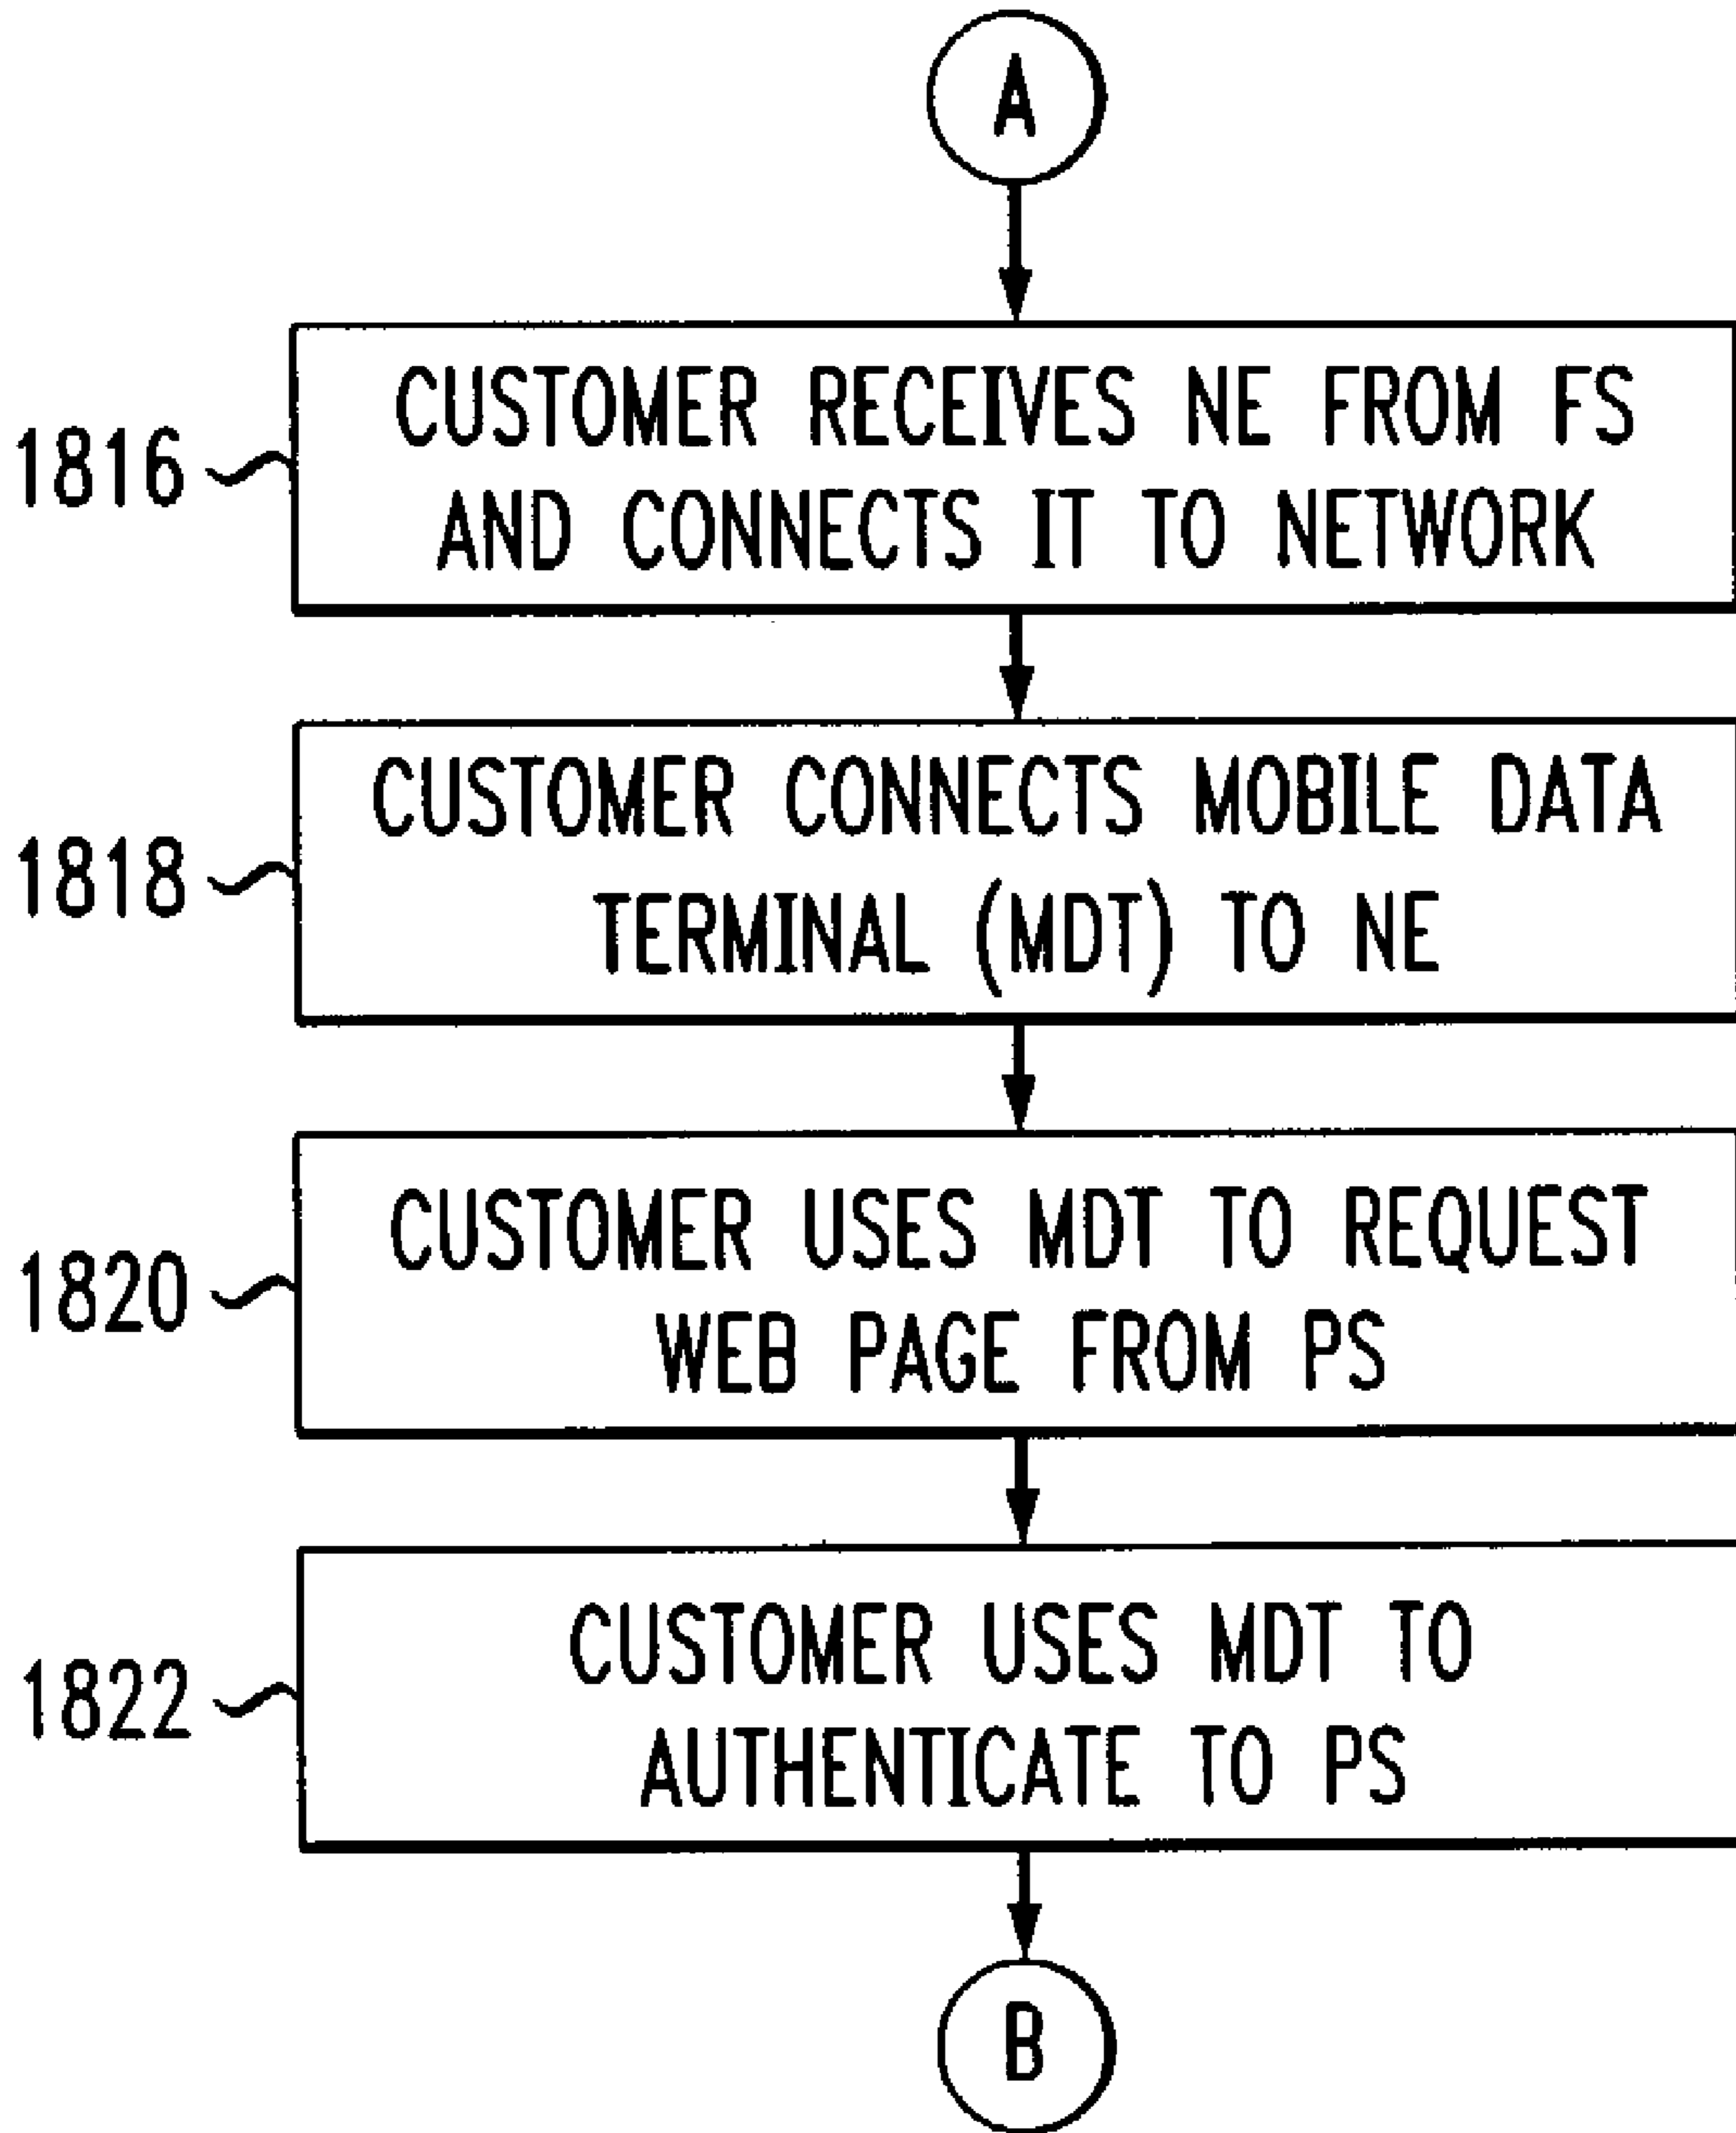 A
1816
CUSTOMER RECEIVES NE FROM FS
AND CONNECTS IT TO NETWORK
1818
CUSTOMER CONNECTS MOBILE DATA
TERMINAL (MDT) TO NE
1820
CUSTOMER USES MDT TO REQUEST
WEB PAGE FROM PS
1822
CUSTOMER USES MDT TO
AUTHENTICATE TO PS
B